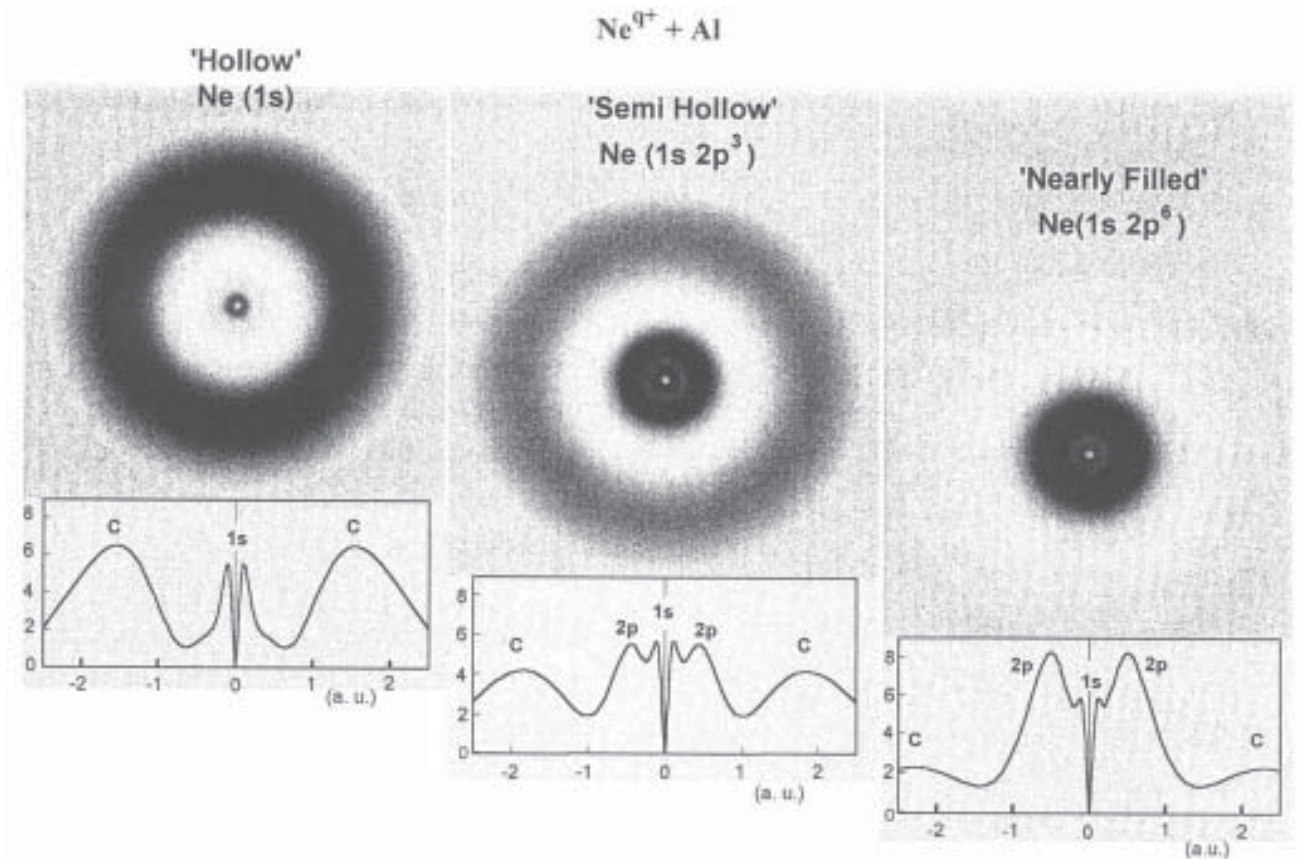 Ne^q+ + Al
'Hollow'
Ne (1s)
'Semi Hollow'
Ne (1s 2p^3)
'Nearly Filled'
Ne(1s 2p^6)
8
6
4
2
0
C
1s
C
-2
-1
0
1
2
(a. u.)
8
6
4
2
0
C
2p
1s
2p
C
-2
-1
0
1
2
(a. u.)
8
6
4
2
0
C
2p
1s
2p
C
-2
-1
0
1
2
(a.u.)